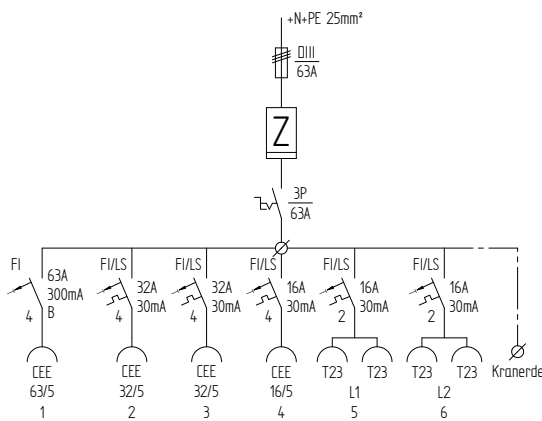 +N+PE 25mm²
DIII
63A
Z
3P
63A
FI 63A 300mA B 4
FI/LS 32A 30mA 4
FI/LS 32A 30mA 4
FI/LS 16A 30mA 4
FI/LS 16A 30mA 2
FI/LS 16A 30mA 2
CEE CEE CEE CEE T23 T23 T23 T23 Kranerde
63/5 32/5 32/5 16/5 L1 L2
1 2 3 4 5 6